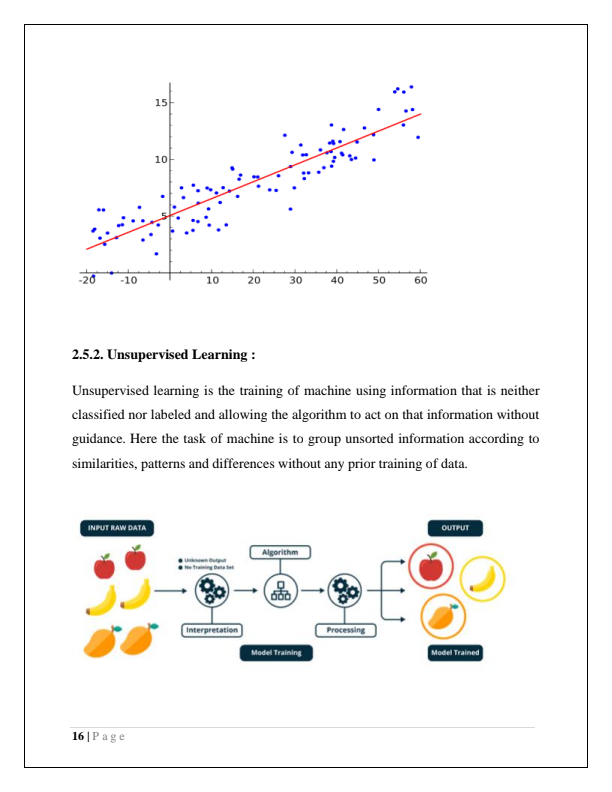 15
10
5
-20 -10 10 20 30 40 50 60
2.5.2. Unsupervised Learning :
Unsupervised learning is the training of machine using information that is neither
classified nor labeled and allowing the algorithm to act on that information without
guidance. Here the task of machine is to group unsorted information according to
similarities, patterns and differences without any prior training of data.
INPUT RAW DATA
OUTPUT
Algorithm
Unknown Output
No Training Data Set
Interpretation
Processing
Model Training
Model Trained
16 | P a g e